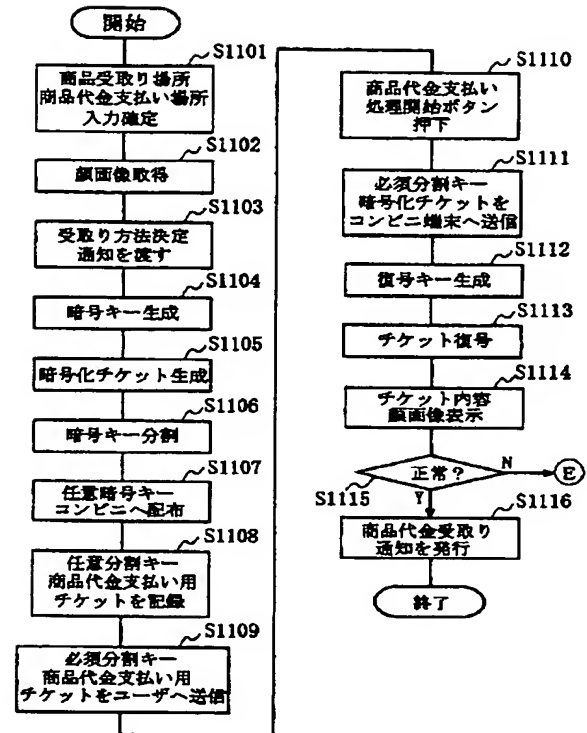 開始
S1101
商品受取り場所
商品代金支払い場所
入力確定
S1102
顔画像取得
S1103
受取り方法決定
通知を渡す
S1104
暗号キー生成
S1105
暗号化チケット生成
S1106
暗号キー分割
S1107
任意暗号キー
コンビニへ配布
S1108
任意分割キー
商品代金支払い用
チケットを記録
S1109
必須分割キー
商品代金支払い用
チケットをユーザへ送信
S1110
商品代金支払い
処理開始ボタン
押下
S1111
必須分割キー
暗号化チケットを
コンビニ端末へ送信
S1112
復号キー生成
S1113
チケット復号
S1114
チケット内容
顔画像表示
正常？
N
E
S1115
Y
S1116
商品代金受取り
通知を発行
終了